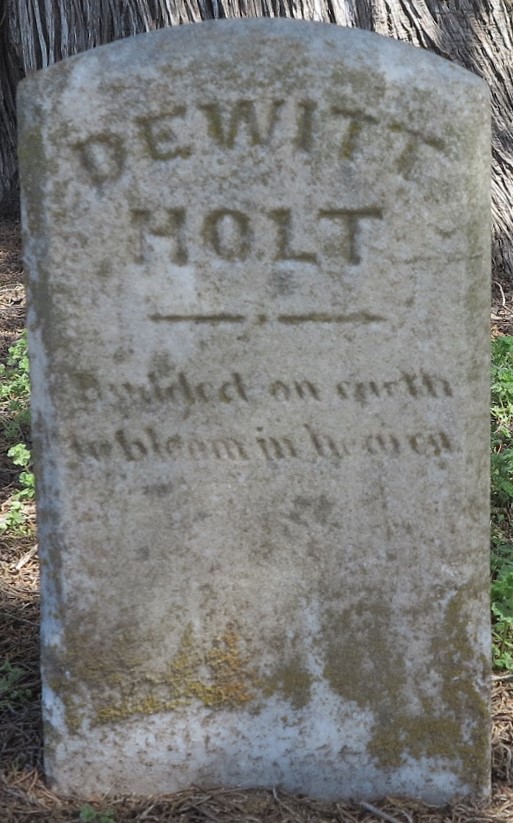 DEWITT
HOLT
Budded on earth
to bloom in heaven.